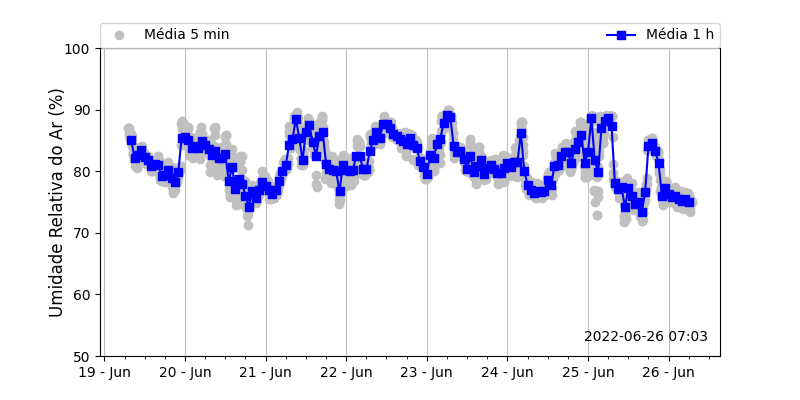 Média 5 min
Média 1 h
Umidade Relativa do Ar (%)
100
90
80
70
60
50
2022-06-26 07:03
19 - Jun
20 - Jun
21 - Jun
22 - Jun
23 - Jun
24 - Jun
25 - Jun
26 - Jun